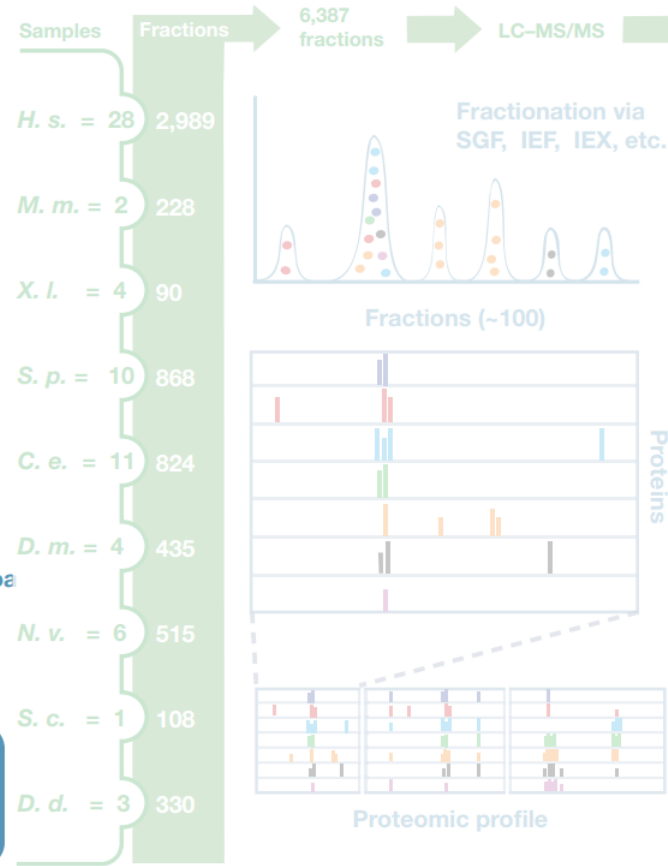 Samples
Fractions
6,387
fractions
LC–MS/MS
H. s. = 28 2,989
M. m. = 2 228
X. l. = 4 90
S. p. = 10 868
C. e. = 11 824
D. m. = 4 435
N. v. = 6 515
S. c. = 1 108
D. d. = 3 330
Fractionation via
SGF, IEF, IEX, etc.
Fractions (~100)
Proteins
Proteomic profile